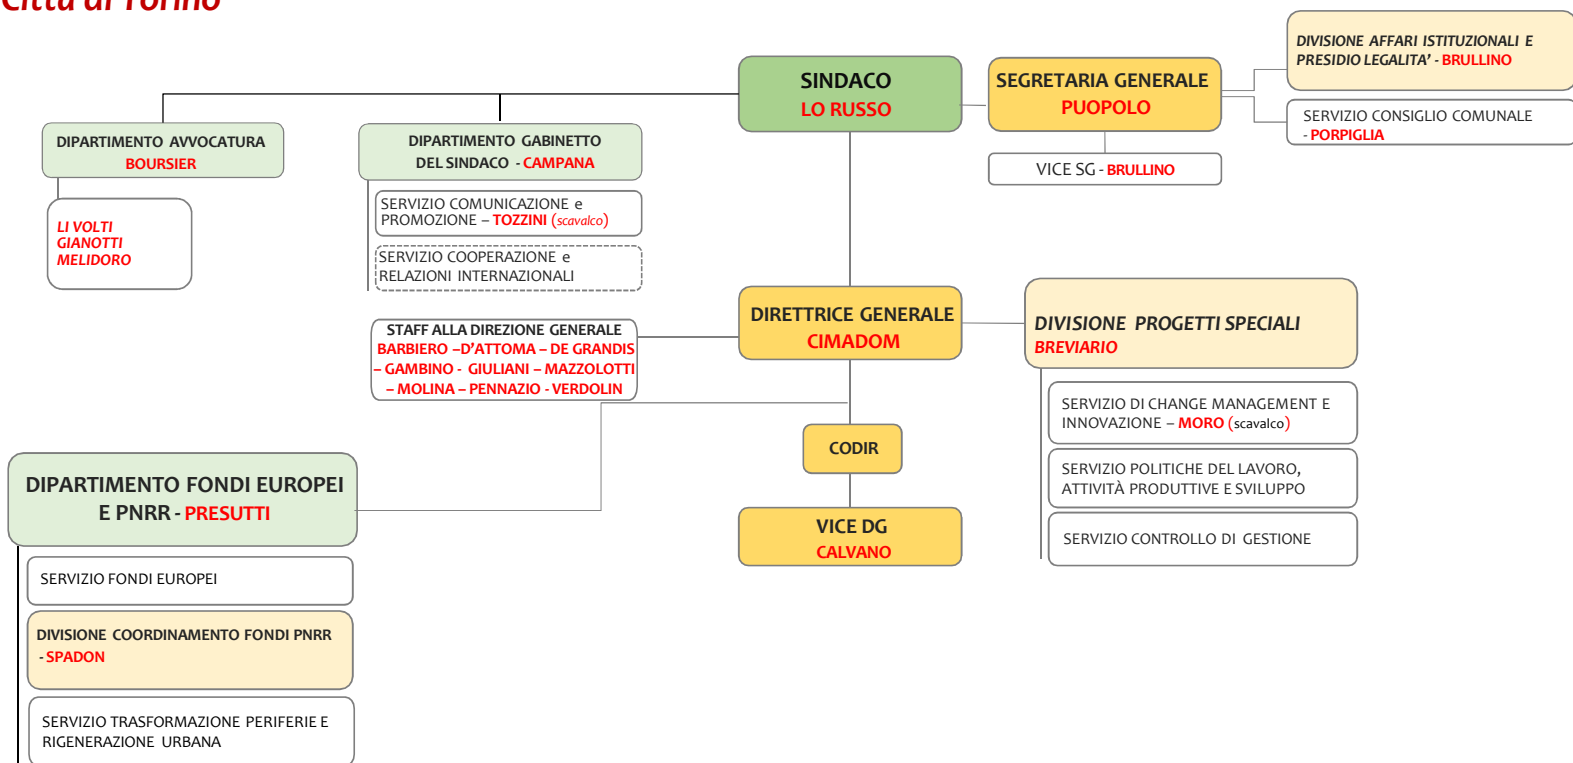 Città di Torino
SINDACO
LO RUSSO
SEGRETARIA GENERALE
PUOPOLO
DIVISIONE AFFARI ISTITUZIONALI E
PRESIDIO LEGALITA’ - BRULLINO
SERVIZIO CONSIGLIO COMUNALE
- PORPIGLIA
VICE SG - BRULLINO
DIPARTIMENTO AVVOCATURA
BOURSIER
LI VOLTI
GIANOTTI
MELIDORO
DIPARTIMENTO GABINETTO
DEL SINDACO - CAMPANA
SERVIZIO COMUNICAZIONE e
PROMOZIONE – TOZZINI (scavalco)
SERVIZIO COOPERAZIONE e
RELAZIONI INTERNAZIONALI
STAFF ALLA DIREZIONE GENERALE
BARBIERO –D’ATTOMA – DE GRANDIS
– GAMBINO - GIULIANI – MAZZOLOTTI
– MOLINA – PENNAZIO - VERDOLIN
DIRETTRICE GENERALE
CIMADOM
DIVISIONE PROGETTI SPECIALI
BREVIARIO
SERVIZIO DI CHANGE MANAGEMENT E
INNOVAZIONE – MORO (scavalco)
SERVIZIO POLITICHE DEL LAVORO,
ATTIVITÀ PRODUTTIVE E SVILUPPO
SERVIZIO CONTROLLO DI GESTIONE
CODIR
VICE DG
CALVANO
DIPARTIMENTO FONDI EUROPEI
E PNRR - PRESUTTI
SERVIZIO FONDI EUROPEI
DIVISIONE COORDINAMENTO FONDI PNRR
- SPADON
SERVIZIO TRASFORMAZIONE PERIFERIE E
RIGENERAZIONE URBANA